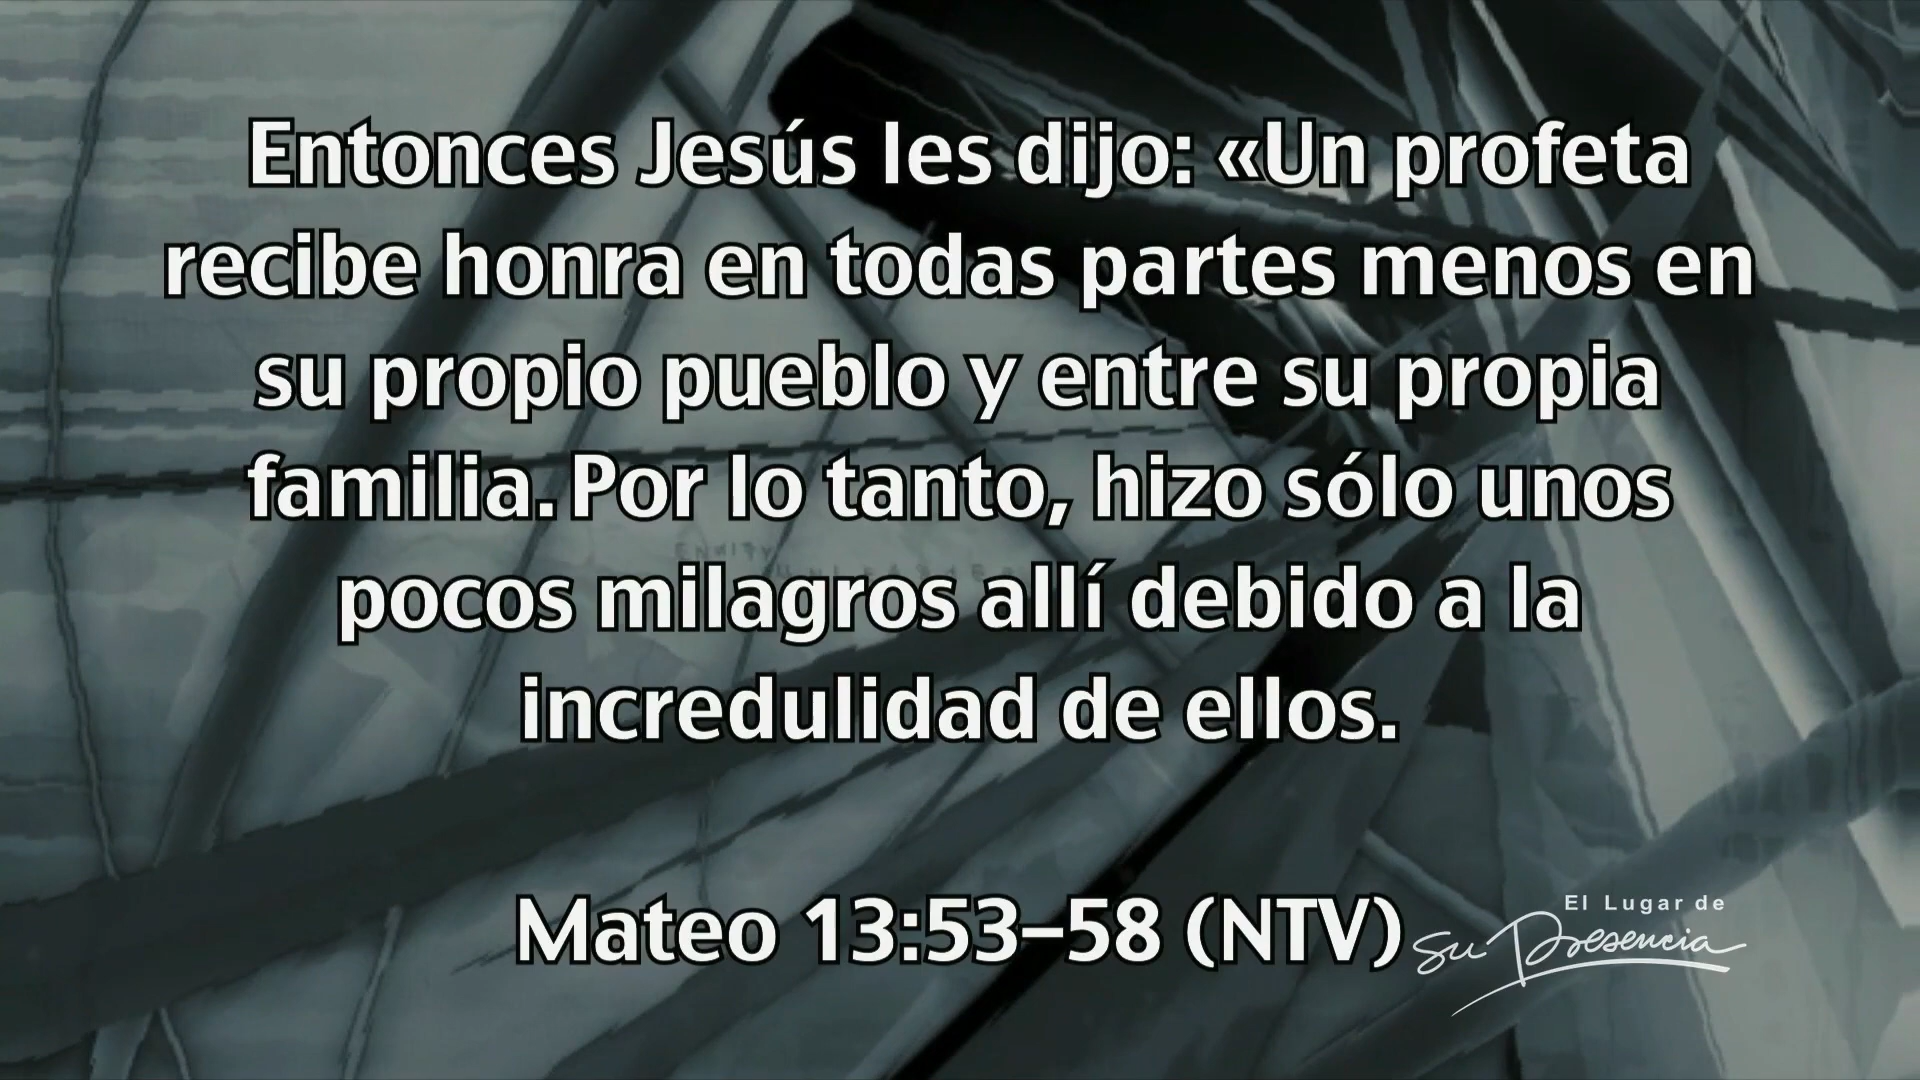 Entonces Jesús les dijo: «Un profeta
recibe honra en todas partes menos en
su propio pueblo y entre su propia
familia. Por lo tanto, hizo sólo unos
pocos milagros allí debido a la
incredulidad de ellos.
Mateo 13:53–58 (NTV)
El Lugar de
Su Presencia